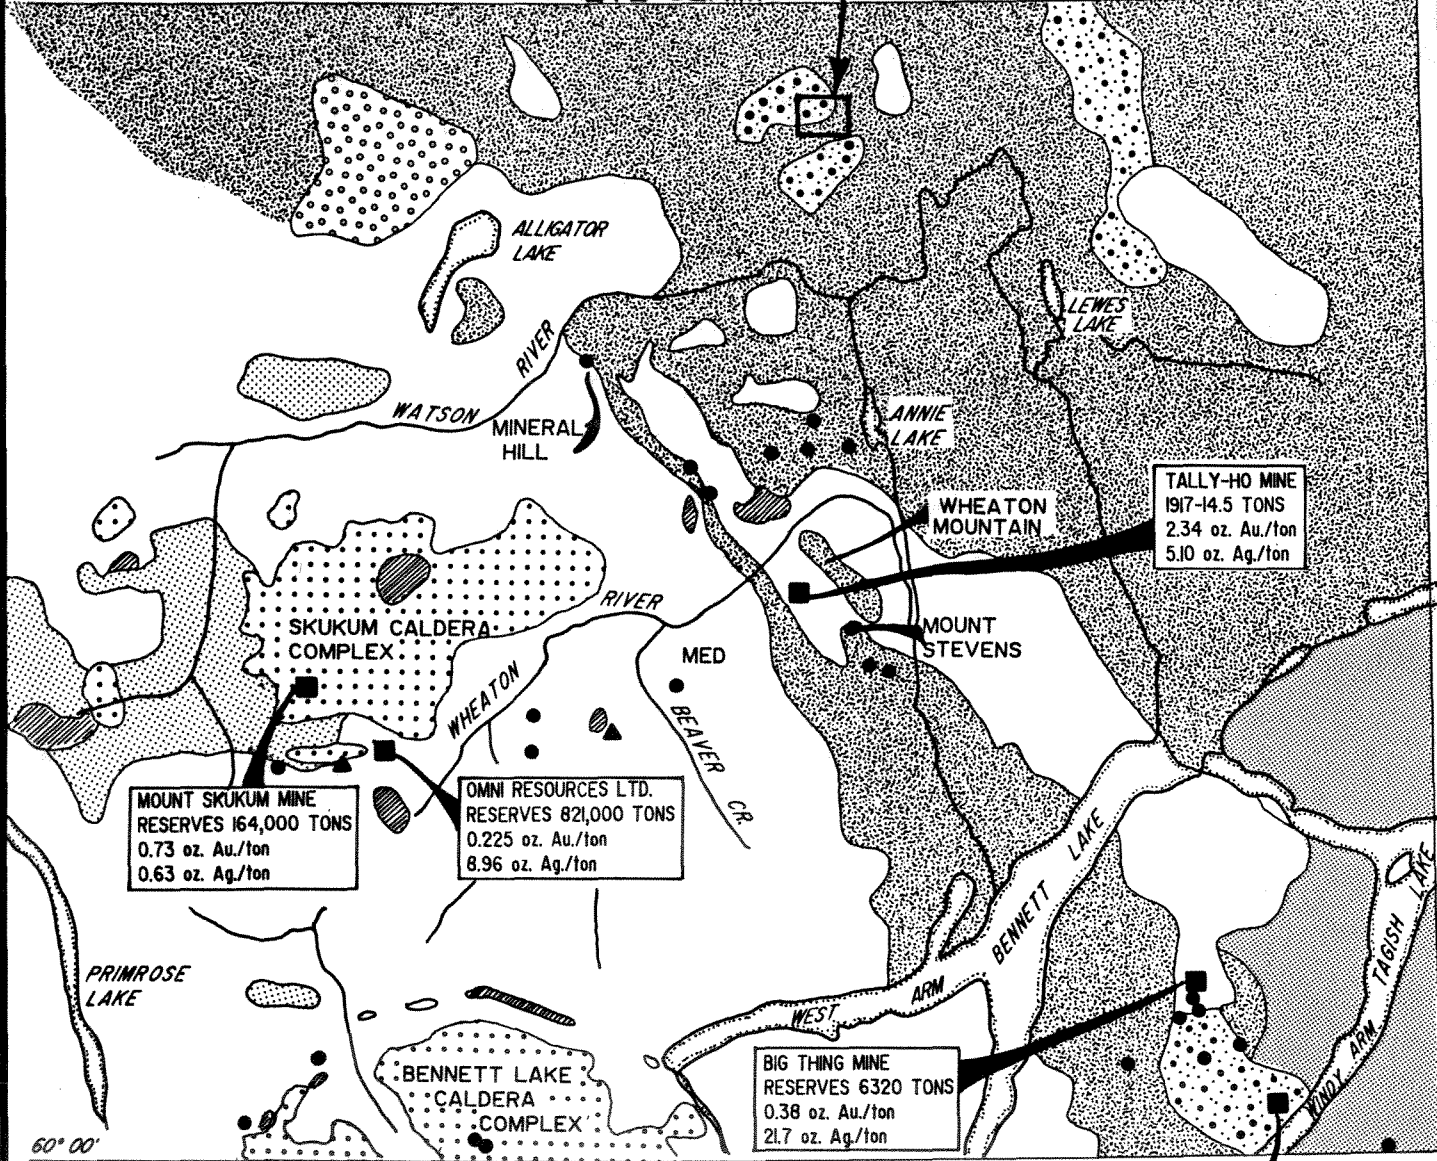 ALLIGATOR
LAKE
LEWES
LAKE
RIVER
WATSON
MINERAL
HILL
ANNIE
LAKE
TALLY-HO MINE
1917-14.5 TONS
2.34 oz. Au./ton
5.10 oz. Ag./ton
WHEATON
MOUNTAIN
RIVER
SKUKUM CALDERA
COMPLEX
MOUNT
STEVENS
MED
WHEATON
BEAVER
CR.
MOUNT SKUKUM MINE
RESERVES 164,000 TONS
0.73 oz. Au./ton
0.63 oz. Ag./ton
OMNI RESOURCES LTD.
RESERVES 821,000 TONS
0.225 oz. Au./ton
8.96 oz. Ag./ton
BENNETT LAKE
TAGISH LAKE
PRIMROSE
LAKE
WEST ARM
WINDY ARM
BENNETT LAKE
CALDERA
COMPLEX
BIG THING MINE
RESERVES 6320 TONS
0.38 oz. Au./ton
21.7 oz. Ag./ton
60° 00'